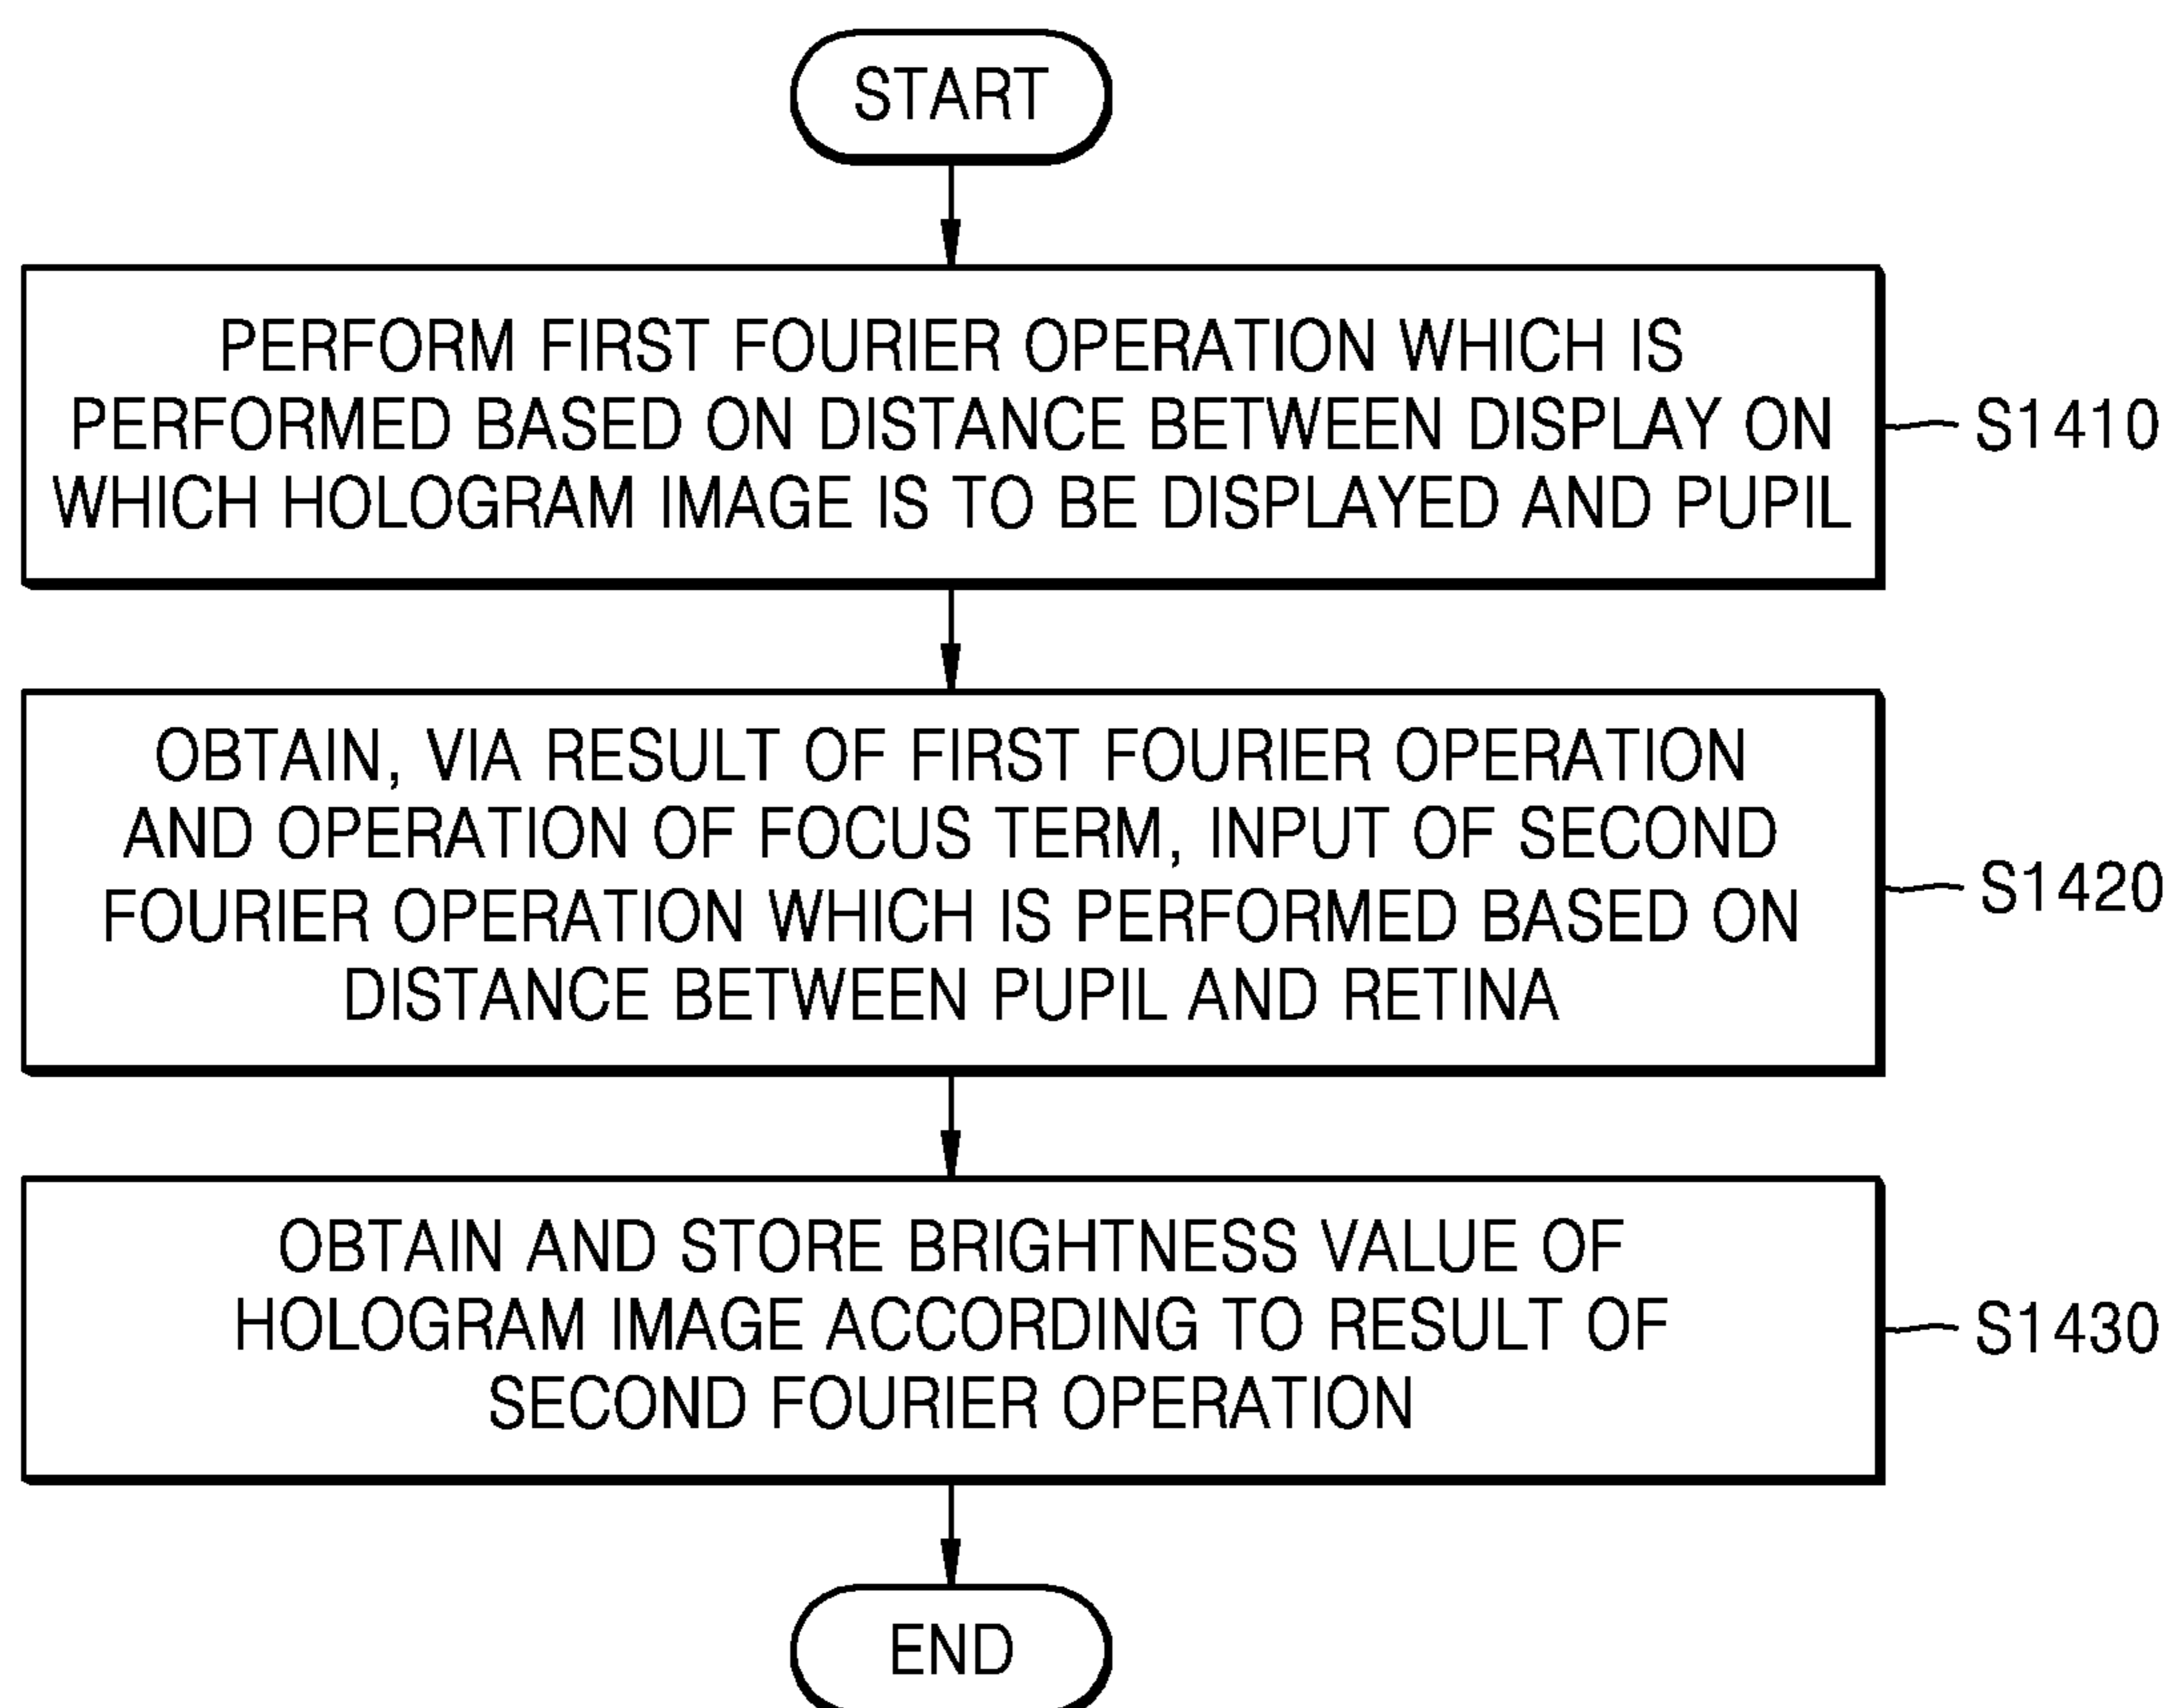 START
PERFORM FIRST FOURIER OPERATION WHICH IS
PERFORMED BASED ON DISTANCE BETWEEN DISPLAY ON
WHICH HOLOGRAM IMAGE IS TO BE DISPLAYED AND PUPIL
S1410
OBTAIN, VIA RESULT OF FIRST FOURIER OPERATION
AND OPERATION OF FOCUS TERM, INPUT OF SECOND
FOURIER OPERATION WHICH IS PERFORMED BASED ON
DISTANCE BETWEEN PUPIL AND RETINA
S1420
OBTAIN AND STORE BRIGHTNESS VALUE OF
HOLOGRAM IMAGE ACCORDING TO RESULT OF
SECOND FOURIER OPERATION
S1430
END